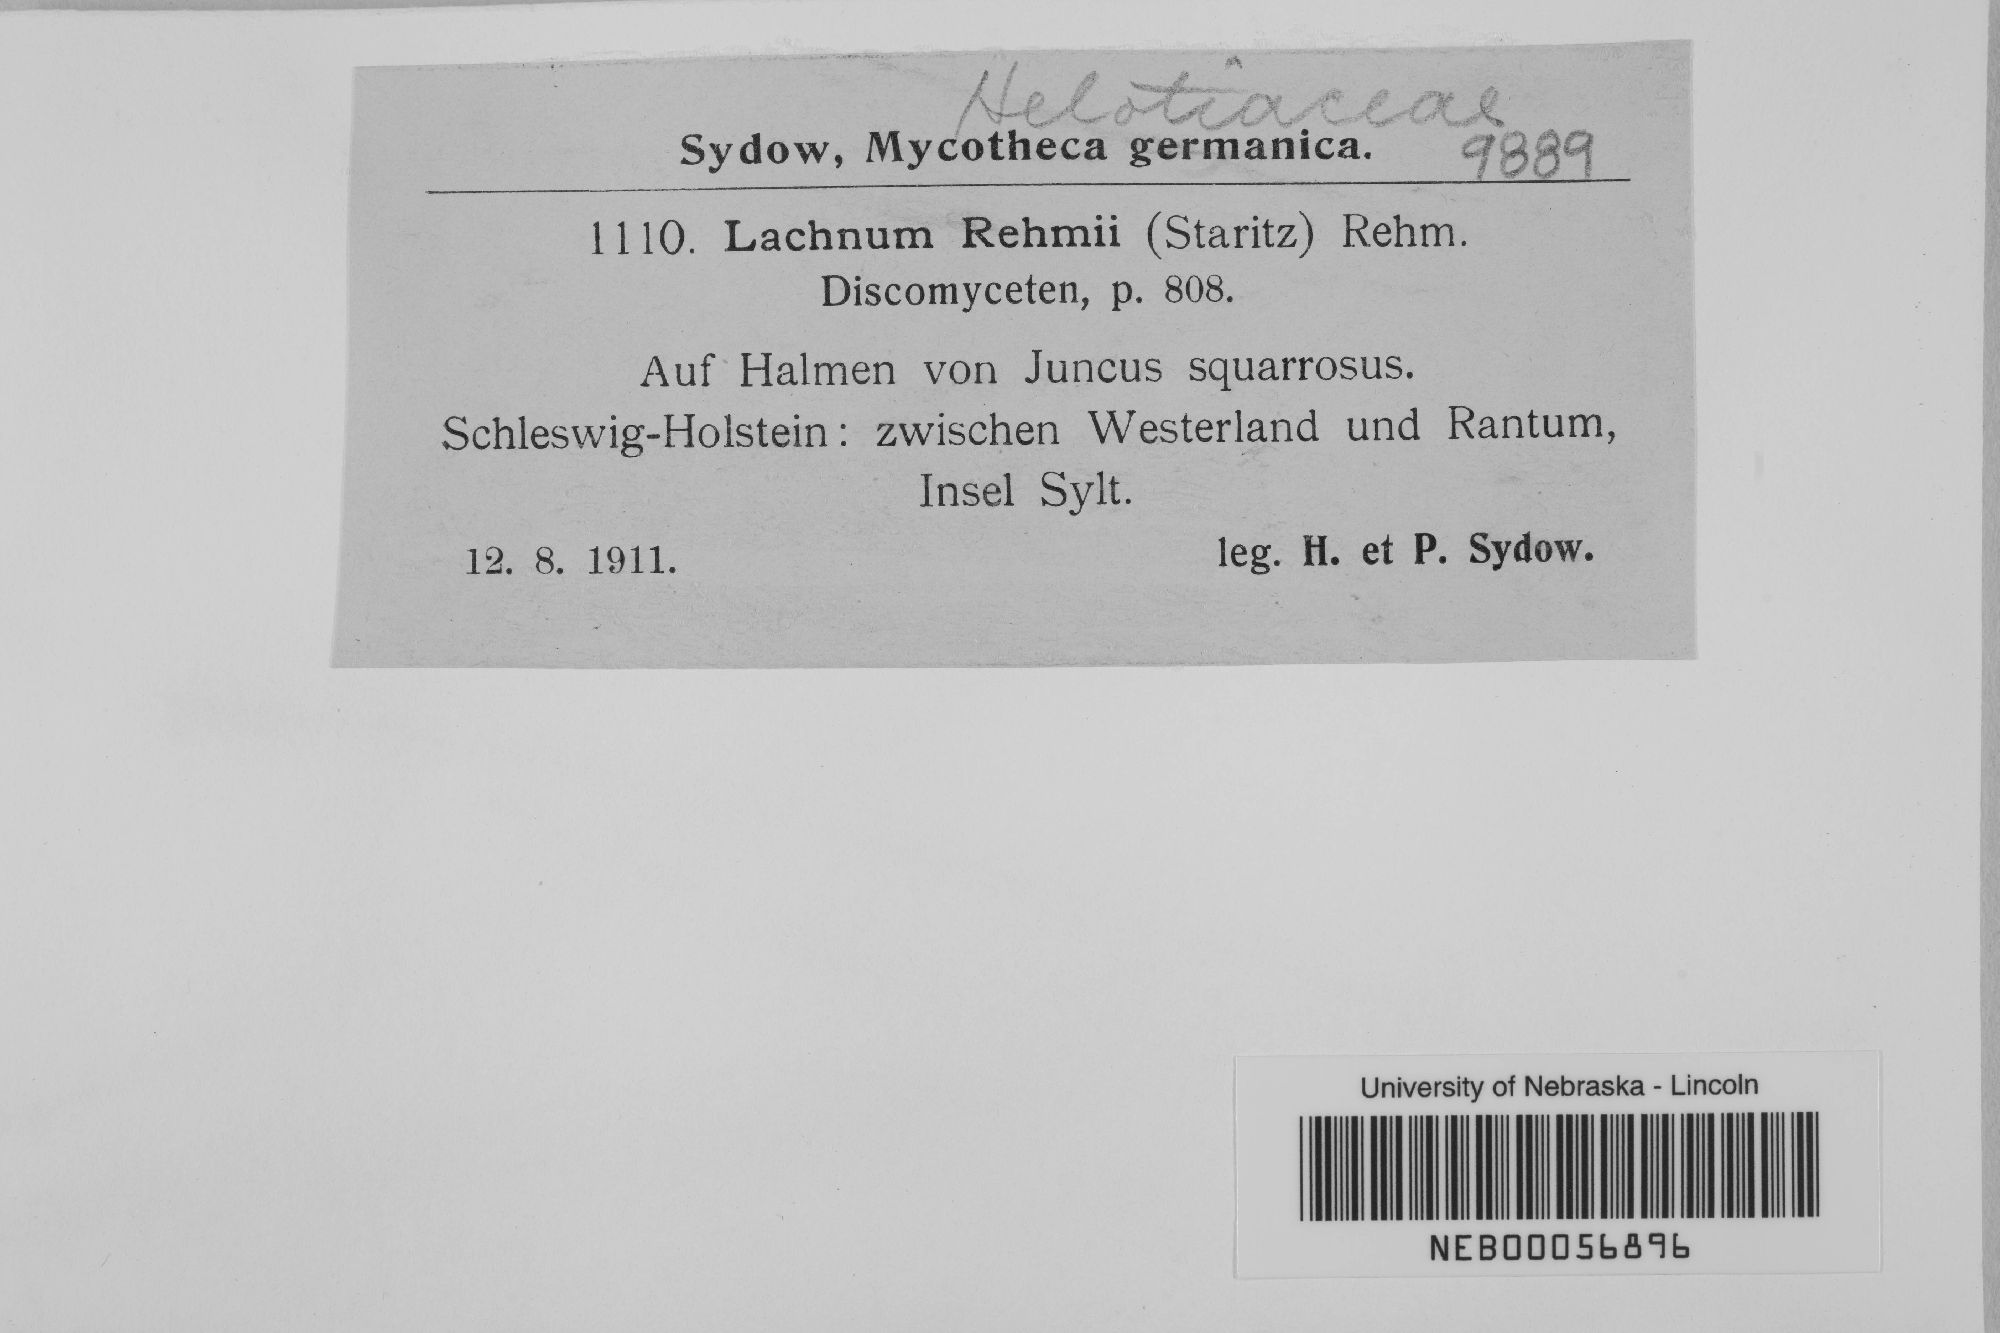 Helotiaceae
Sydow, Mycotheca germanica. 9889
1110. Lachnum Rehmii (Staritz) Rehm.
Discomyceten, p. 808.
Auf Halmen von Juncus squarrosus.
Schleswig-Holstein: zwischen Westerland und Rantum,
Insel Sylt.
12. 8. 1911. leg. H. et P. Sydow.
University of Nebraska - Lincoln
NEB00056896